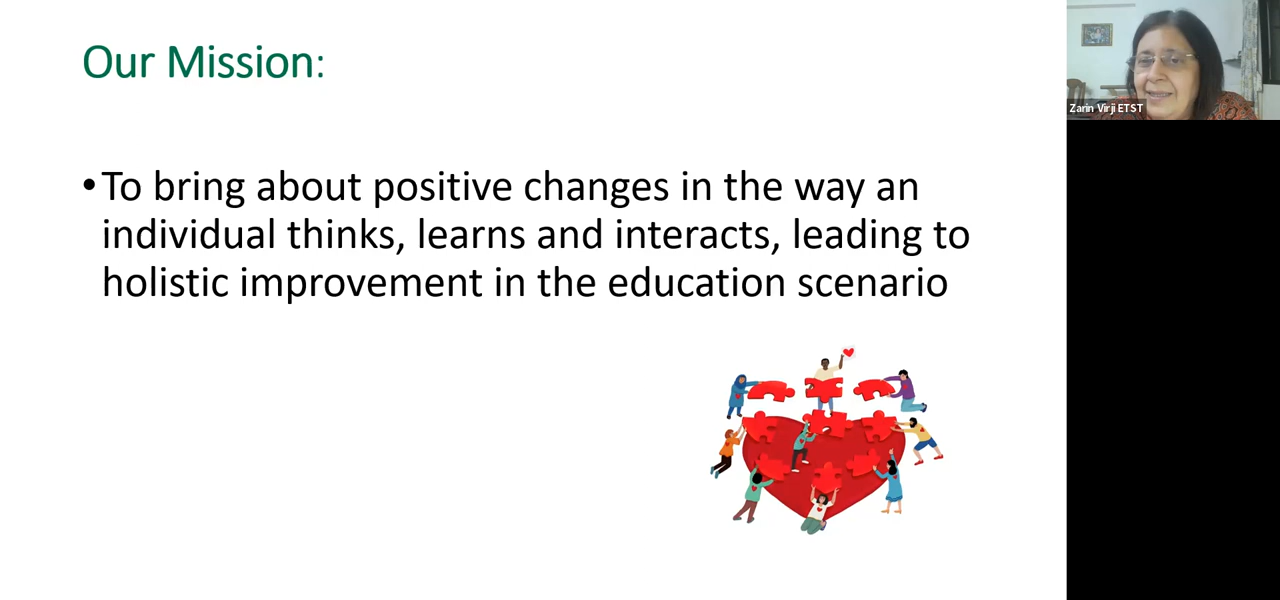 Our Mission:
•To bring about positive changes in the way an
individual thinks, learns and interacts, leading to
holistic improvement in the education scenario
Zarin Virji ETST